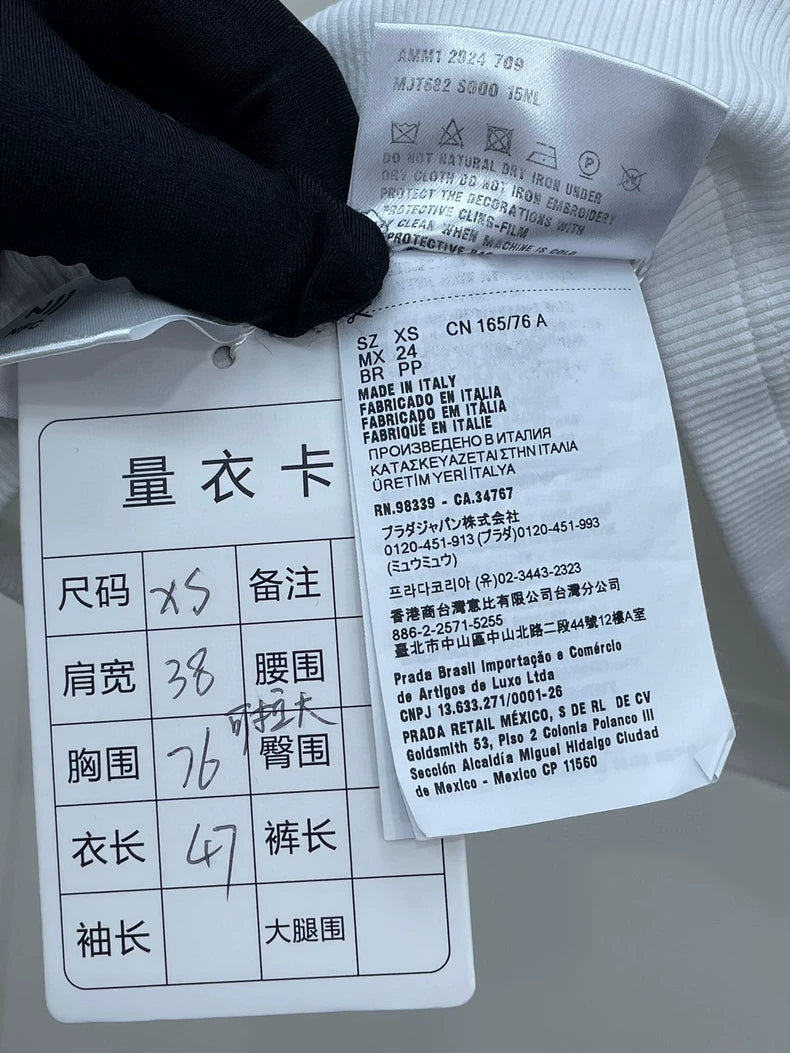 AMM1 2924 709
MJT682 S000 15NL
DO NOT NATURAL DRY IRON UNDER
DRY CLOTH DO NOT IRON EMBROIDERY
PROTECT THE DECORATIONS WITH
PROTECTIVE CLING-FILM
Y CLEAN WHEN MACHINE IS COLD
PROTECTIVE
SZ XS CN 165/76 A
MX 24
BR PP
MADE IN ITALY
FABRICADO EN ITALIA
FABRICADO EM ITÁLIA
FABRIQUÉ EN ITALIE
ПРОИЗВЕДЕНО В ИТАЛИЯ
ΚΑΤΑΣΚΕΥΑΖΕΤΑΙ ΣΤΗΝ ΙΤΑΛΙΑ
ÜRETİM YERİ İTALYA
RN.98339 - CA.34767
プラダジャパン株式会社
0120-451-913 (プラダ)0120-451-993
(ミュウミュウ)
프라다코리아 (유)02-3443-2323
香港商台灣意比有限公司台灣分公司
886-2-2571-5255
臺北市中山區中山北路二段44號12樓A室
Prada Brasil Importação e Comércio
de Artigos de Luxo Ltda
CNPJ 13.633.271/0001-26
PRADA RETAIL MÉXICO, S DE RL DE CV
Goldsmith 53, Piso 2 Colonia Polanco III
Sección Alcaldía Miguel Hidalgo Ciudad
de Mexico - Mexico CP 11560
量衣卡
尺码 XS 备注
肩宽 38 腰围
可拉大
胸围 76 臀围
衣长 47 裤长
袖长 大腿围